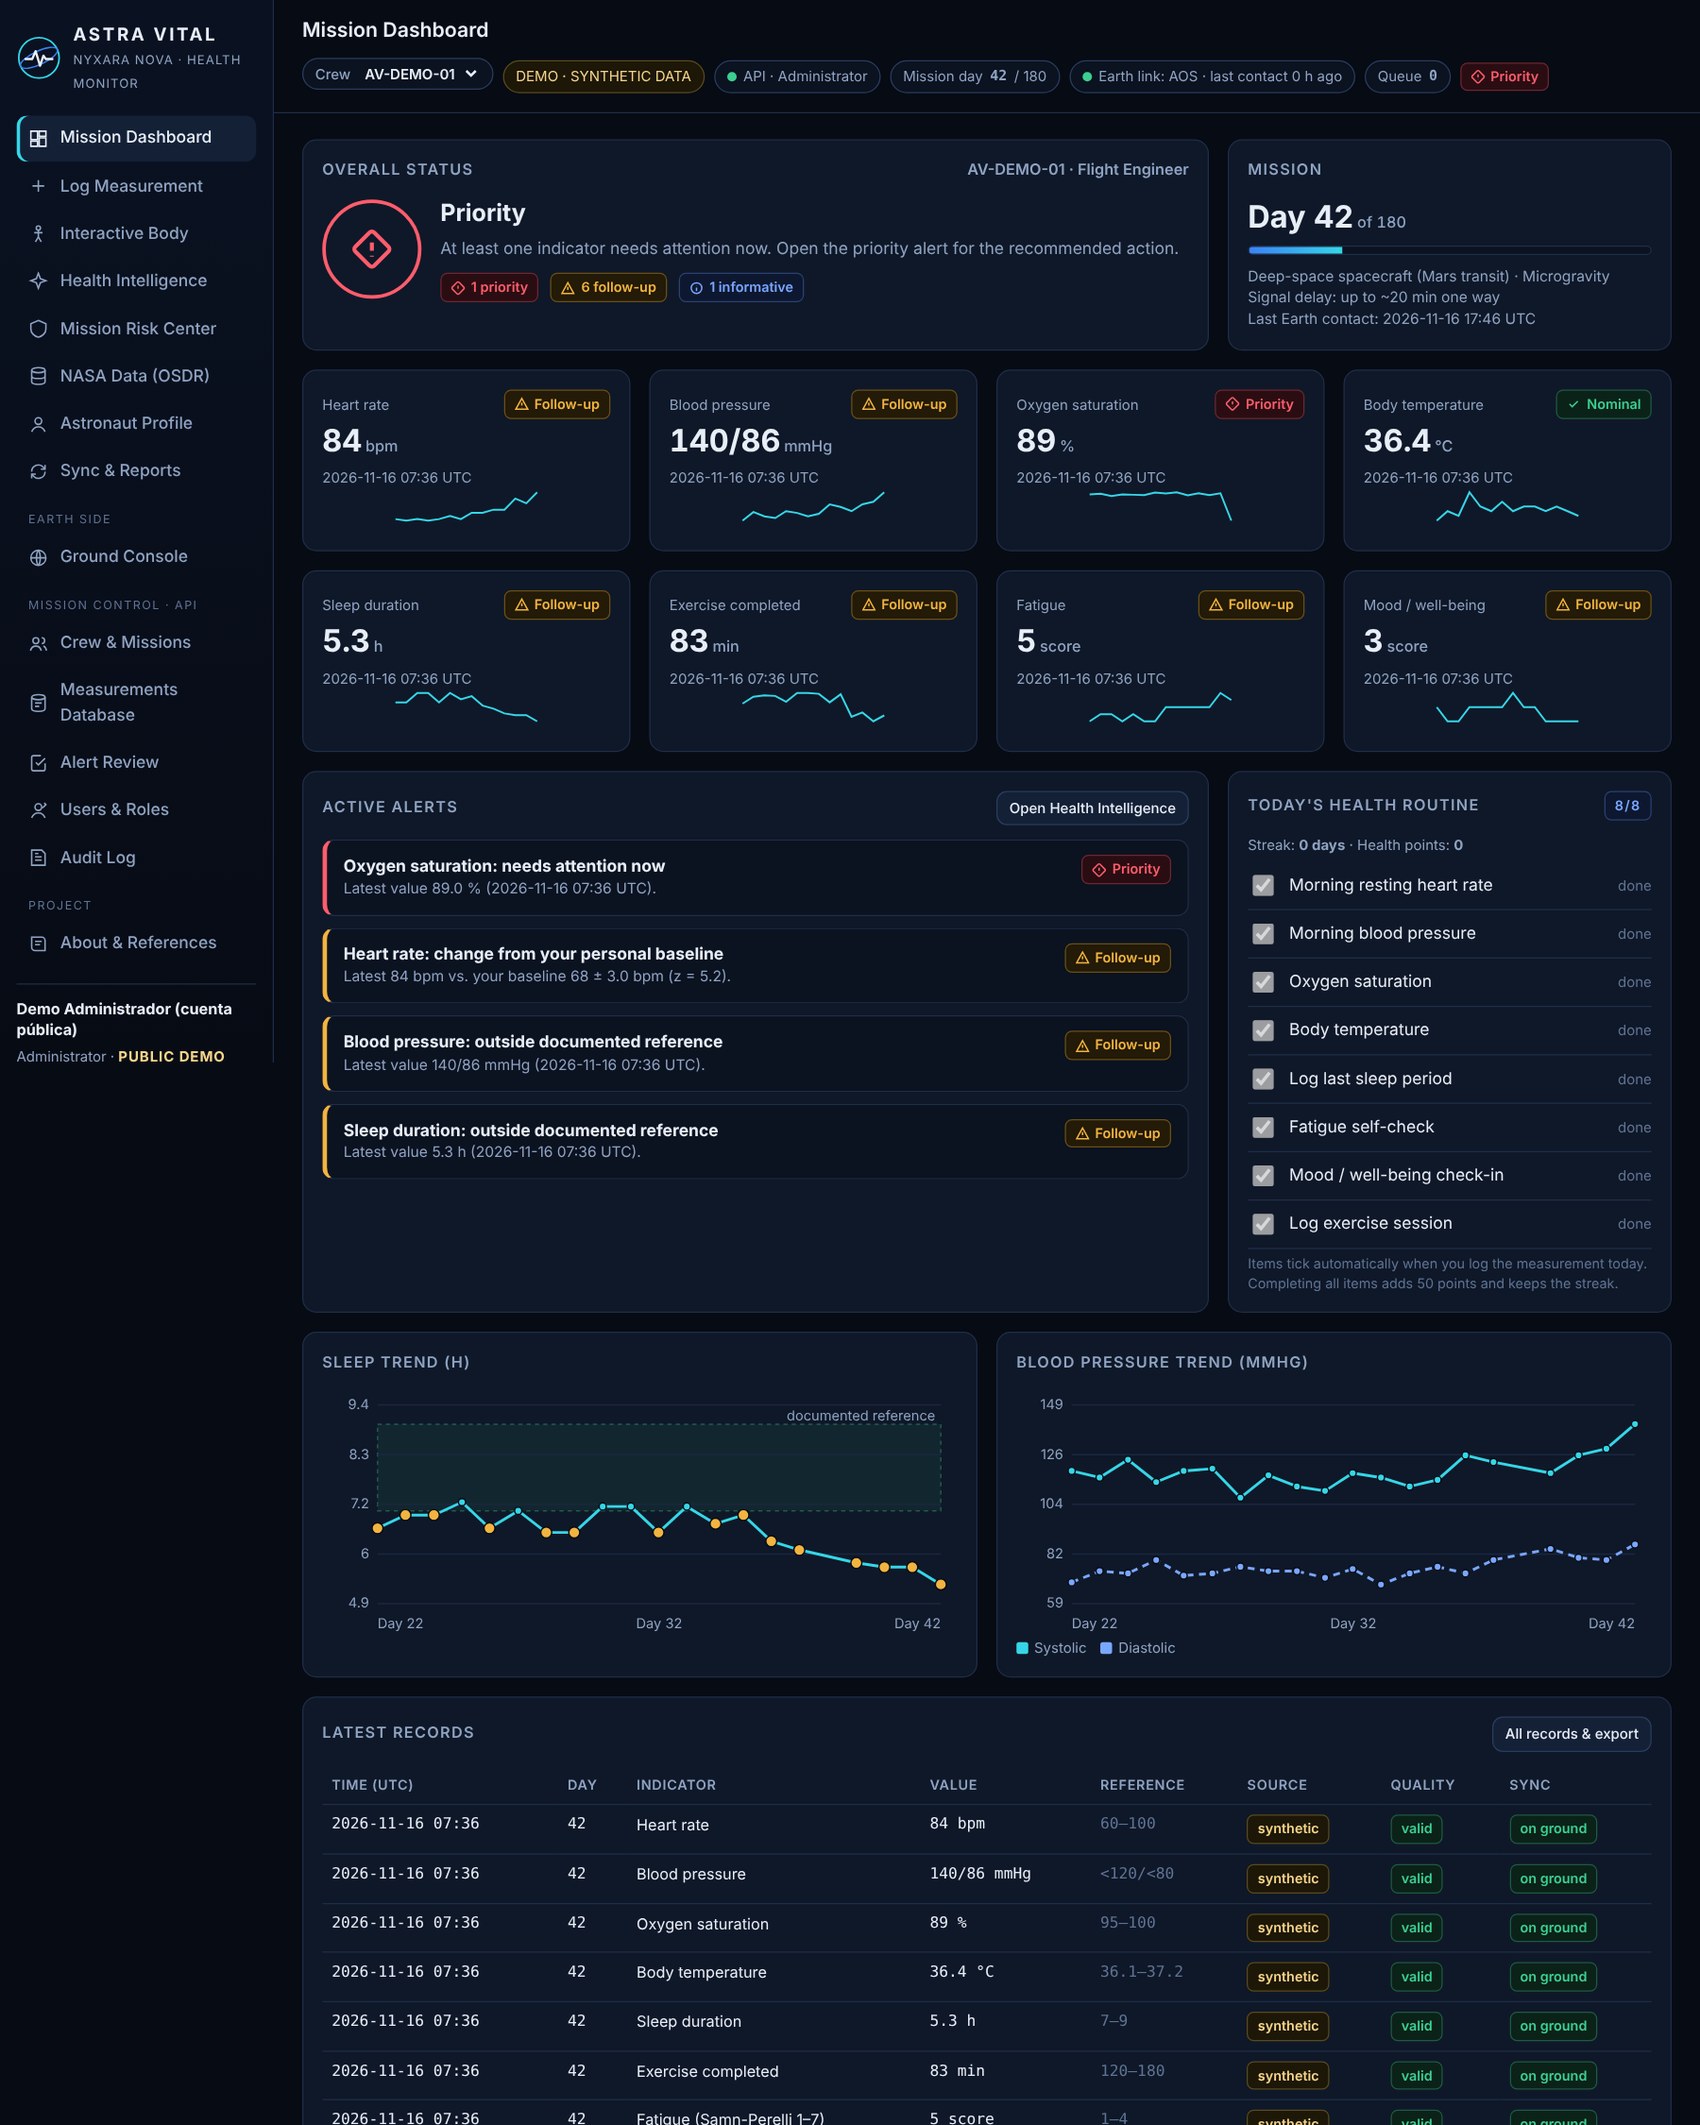 ASTRA VITAL
NYXARA NOVA · HEALTH
MONITOR
Mission Dashboard
Log Measurement
Interactive Body
Health Intelligence
Mission Risk Center
NASA Data (OSDR)
Astronaut Profile
Sync & Reports
EARTH SIDE
Ground Console
MISSION CONTROL · API
Crew & Missions
Measurements
Database
Alert Review
Users & Roles
Audit Log
PROJECT
About & References
Demo Administrador (cuenta
pública)
Administrator · PUBLIC DEMO
Mission Dashboard
Crew AV-DEMO-01 DEMO · SYNTHETIC DATA API · Administrator Mission day 42 / 180 Earth link: AOS · last contact 0 h ago Queue 0 Priority
OVERALL STATUS AV-DEMO-01 · Flight Engineer
Priority
At least one indicator needs attention now. Open the priority alert for the recommended action.
1 priority 6 follow-up 1 informative
MISSION
Day 42 of 180
Deep-space spacecraft (Mars transit) · Microgravity
Signal delay: up to ~20 min one way
Last Earth contact: 2026-11-16 17:46 UTC
Heart rate Follow-up
84 bpm
2026-11-16 07:36 UTC
Blood pressure Follow-up
140/86 mmHg
2026-11-16 07:36 UTC
Oxygen saturation Priority
89 %
2026-11-16 07:36 UTC
Body temperature Nominal
36.4 °C
2026-11-16 07:36 UTC
Sleep duration Follow-up
5.3 h
2026-11-16 07:36 UTC
Exercise completed Follow-up
83 min
2026-11-16 07:36 UTC
Fatigue Follow-up
5 score
2026-11-16 07:36 UTC
Mood / well-being Follow-up
3 score
2026-11-16 07:36 UTC
ACTIVE ALERTS Open Health Intelligence
Oxygen saturation: needs attention now Priority
Latest value 89.0 % (2026-11-16 07:36 UTC).
Heart rate: change from your personal baseline Follow-up
Latest 84 bpm vs. your baseline 68 ± 3.0 bpm (z = 5.2).
Blood pressure: outside documented reference Follow-up
Latest value 140/86 mmHg (2026-11-16 07:36 UTC).
Sleep duration: outside documented reference Follow-up
Latest value 5.3 h (2026-11-16 07:36 UTC).
TODAY'S HEALTH ROUTINE 8/8
Streak: 0 days · Health points: 0
Morning resting heart rate done
Morning blood pressure done
Oxygen saturation done
Body temperature done
Log last sleep period done
Fatigue self-check done
Mood / well-being check-in done
Log exercise session done
Items tick automatically when you log the measurement today.
Completing all items adds 50 points and keeps the streak.
SLEEP TREND (H)
documented reference
9.4
8.3
7.2
6
4.9
Day 22 Day 32 Day 42
BLOOD PRESSURE TREND (MMHG)
149
126
104
82
59
Day 22 Day 32 Day 42
Systolic Diastolic
LATEST RECORDS All records & export
TIME (UTC) DAY INDICATOR VALUE REFERENCE SOURCE QUALITY SYNC
2026-11-16 07:36 42 Heart rate 84 bpm 60–100 synthetic valid on ground
2026-11-16 07:36 42 Blood pressure 140/86 mmHg <120/<80 synthetic valid on ground
2026-11-16 07:36 42 Oxygen saturation 89 % 95–100 synthetic valid on ground
2026-11-16 07:36 42 Body temperature 36.4 °C 36.1–37.2 synthetic valid on ground
2026-11-16 07:36 42 Sleep duration 5.3 h 7–9 synthetic valid on ground
2026-11-16 07:36 42 Exercise completed 83 min 120–180 synthetic valid on ground
2026-11-16 07:36 42 Fatigue (Samn-Perelli 1–7) 5 score 1–4 synthetic valid on ground